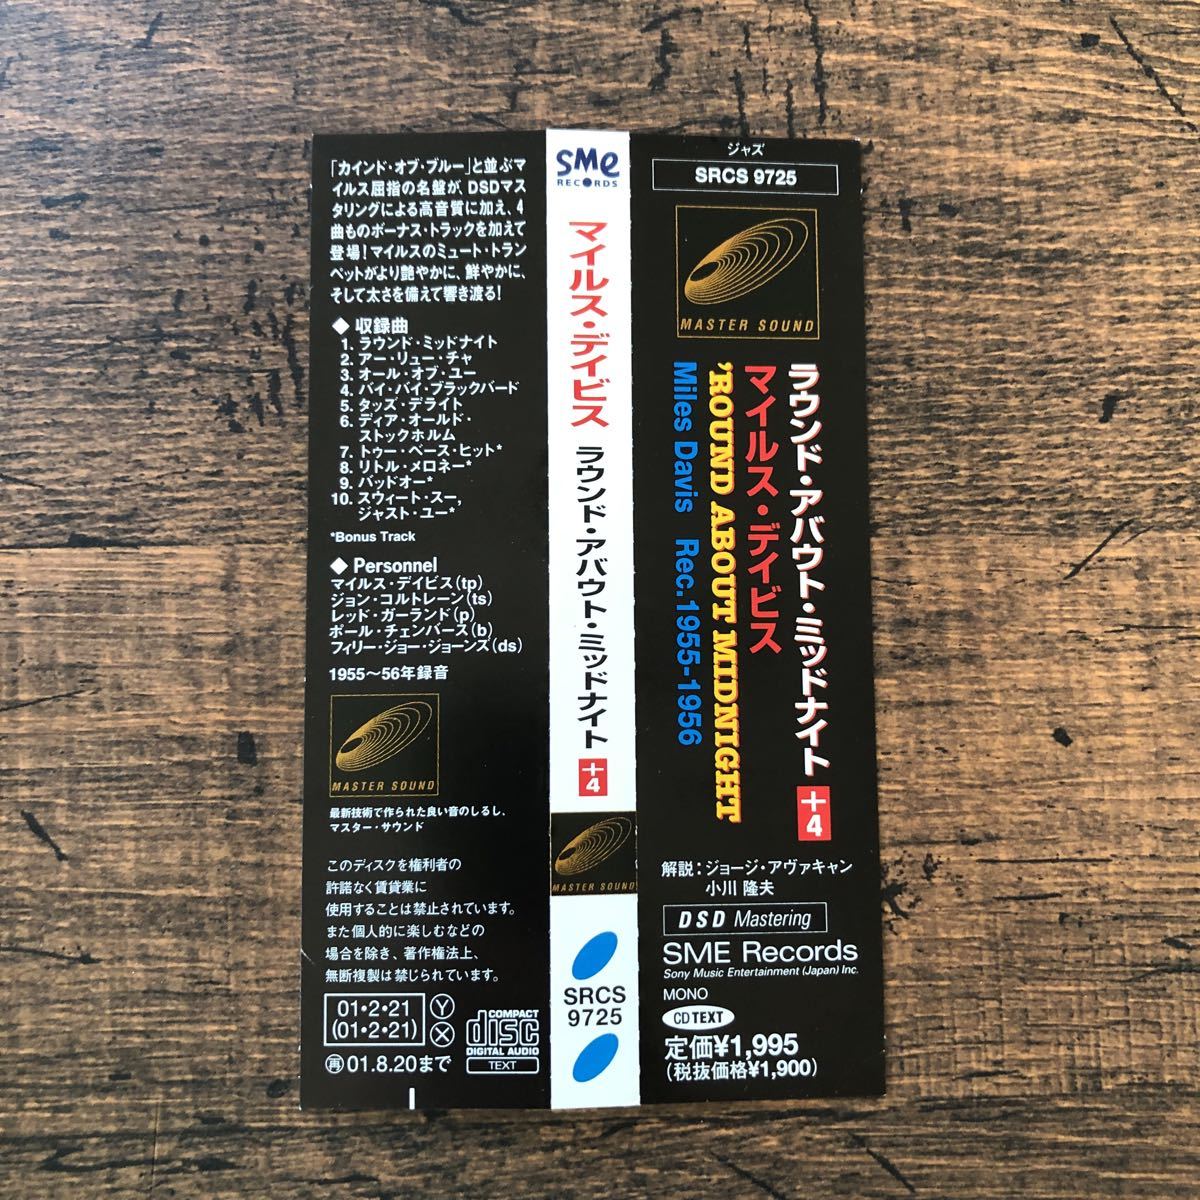 「カインド・オブ・ブルー」と並ぶマ
イルス屈指の名盤が、DSDマス
タリングによる高音質に加え、4
曲ものボーナス・トラックを加えて
登場！マイルスのミュート・トラン
ペットがより艶やかに、鮮やかに、
そして太さを備えて響き渡る！
◆ 収録曲
1. ラウンド・ミッドナイト
2. アー・リュー・チャ
3. オール・オブ・ユー
4. バイ・バイ・ブラックバード
5. タッズ・デライト
6. ディア・オールド・
ストックホルム
7. トゥー・ベース・ヒット*
8. リトル・メロネー*
9. バッドオー*
10. スウィート・スー,
ジャスト・ユー*
*Bonus Track
◆ Personnel
マイルス・デイビス(tp)
ジョン・コルトレーン(ts)
レッド・ガーランド(p)
ポール・チェンバース(b)
フィリー・ジョー・ジョーンズ(ds)
1955〜56年録音
MASTER SOUND
最新技術で作られた良い音のしるし、
マスター・サウンド
このディスクを権利者の
許諾なく賃貸業に
使用することは禁止されています。
また個人的に楽しむなどの
場合を除き、著作権法上、
無断複製は禁じられています。
01・2・21
(01・2・21)
Ⓨ
再01.8.20まで
COMPACT
disc
DIGITAL AUDIO
TEXT
SMe
RECORDS
マイルス・デイビス
ラウンド・アバウト・ミッドナイト
+4
MASTER SOUND
SRCS
9725
ジャズ
SRCS 9725
MASTER SOUND
ラウンド・アバウト・ミッドナイト +4
マイルス・デイビス
'ROUND ABOUT MIDNIGHT
Miles Davis Rec.1955-1956
解説：ジョージ・アヴァキャン
小川 隆夫
DSD Mastering
SME Records
Sony Music Entertainment (Japan) Inc.
MONO
CD TEXT
定価¥1,995
(税抜価格¥1,900)